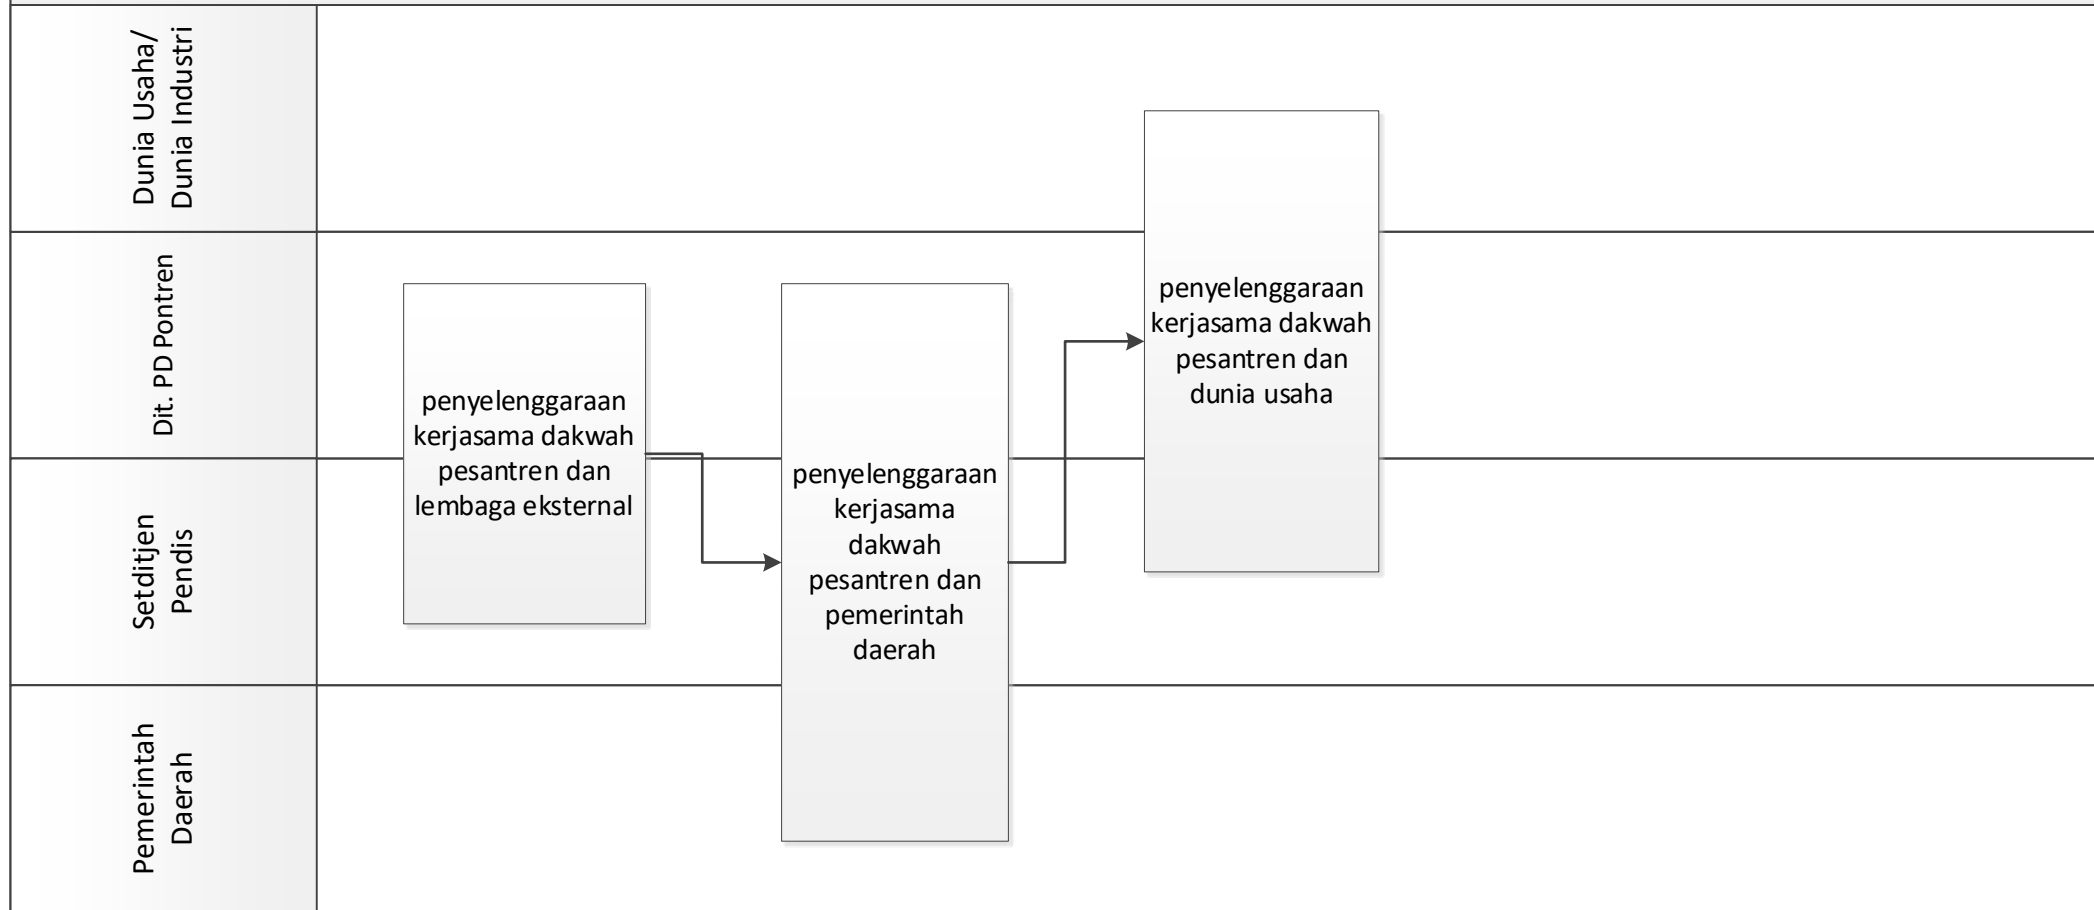 Dunia Usaha/
Dunia Industri
Dit. PD Pontren
Setditjen
Pendis
Pemerintah
Daerah
penyelenggaraan
kerjasama dakwah
pesantren dan
lembaga eksternal
penyelenggaraan
kerjasama
dakwah
pesantren dan
pemerintah
daerah
penyelenggaraan
kerjasama dakwah
pesantren dan
dunia usaha